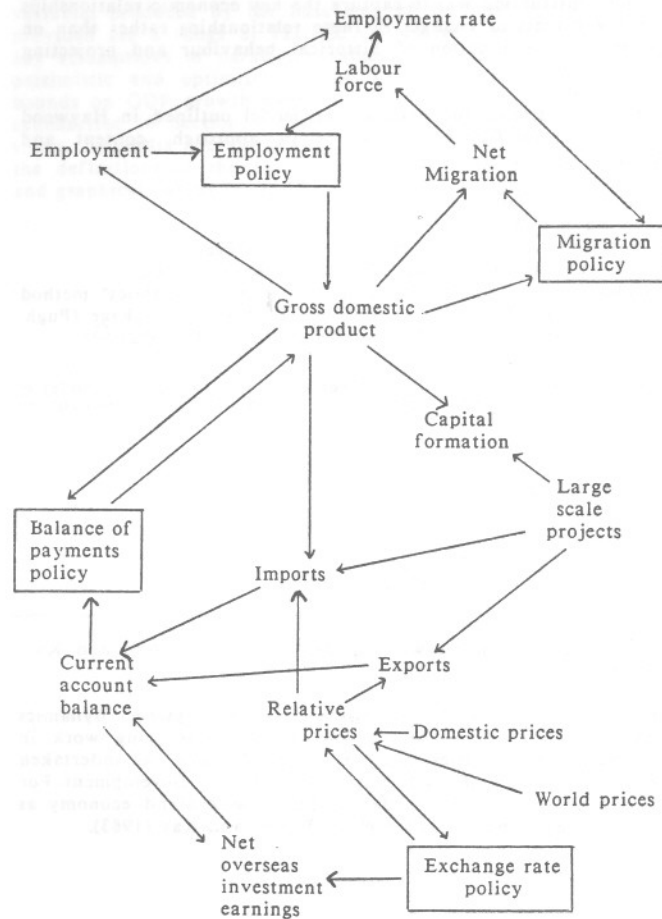 Employment rate
Labour
force
Employment
Employment
Policy
Net
Migration
Migration
policy
Gross domestic
product
Capital
formation
Large
scale
projects
Balance of
payments
policy
Imports
Current
account
balance
Exports
Relative
prices
Domestic prices
World prices
Net
overseas
investment
earnings
Exchange rate
policy